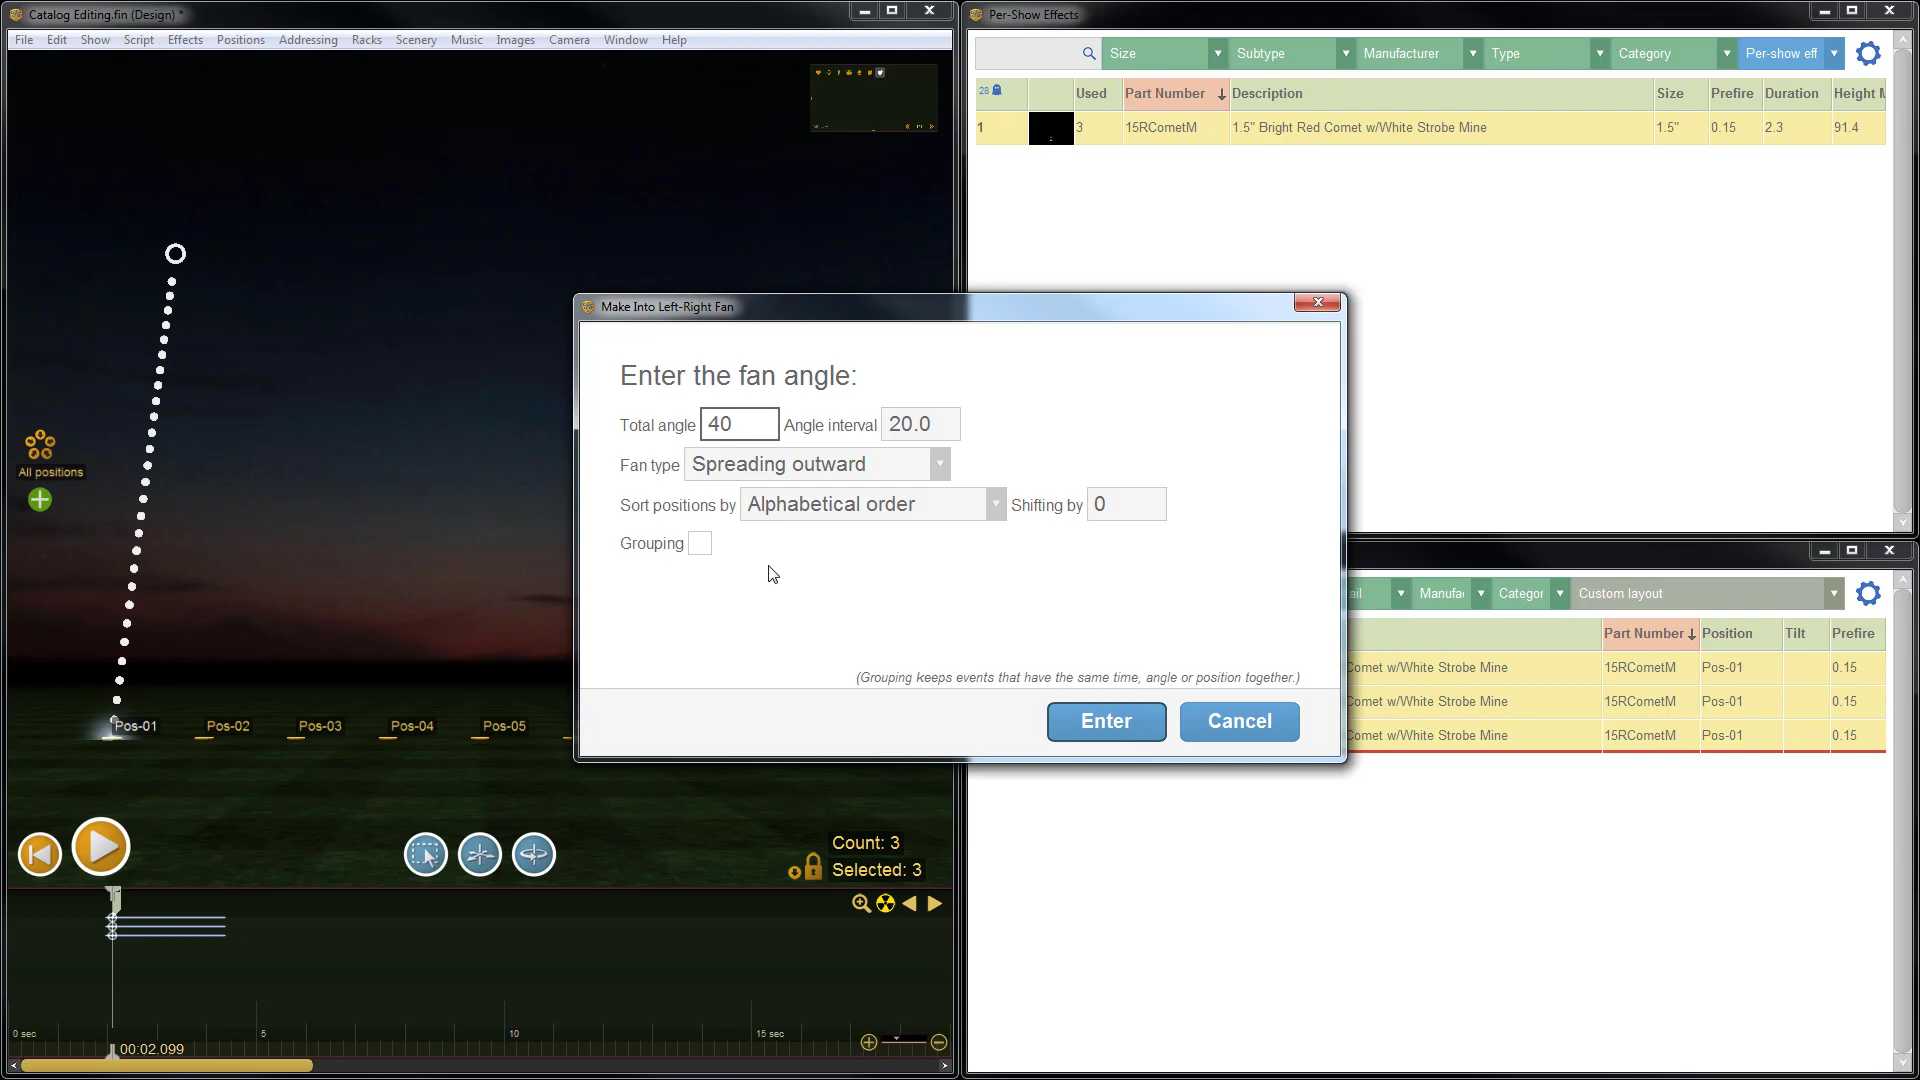 Catalog Editing.fin (Design) *
File Edit Show Script Effects Positions Addressing Racks Scenery Music Images Camera Window Help
All positions
Pos-01 Pos-02 Pos-03 Pos-04 Pos-05
Count: 3
Selected: 3
0 sec 5 10 15 sec
00:02.099
Per-Show Effects
Size Subtype Manufacturer Type Category Per-show eff
28 Used Part Number Description Size Prefire Duration Height M
1 3 15RCometM 1.5" Bright Red Comet w/White Strobe Mine 1.5" 0.15 2.3 91.4
Make Into Left-Right Fan
Enter the fan angle:
Total angle 40 Angle interval 20.0
Fan type Spreading outward
Sort positions by Alphabetical order Shifting by 0
Grouping
(Grouping keeps events that have the same time, angle or position together.)
Enter Cancel
ail Manufac Categor Custom layout
Part Number Position Tilt Prefire
Comet w/White Strobe Mine 15RCometM Pos-01 0.15
Comet w/White Strobe Mine 15RCometM Pos-01 0.15
Comet w/White Strobe Mine 15RCometM Pos-01 0.15